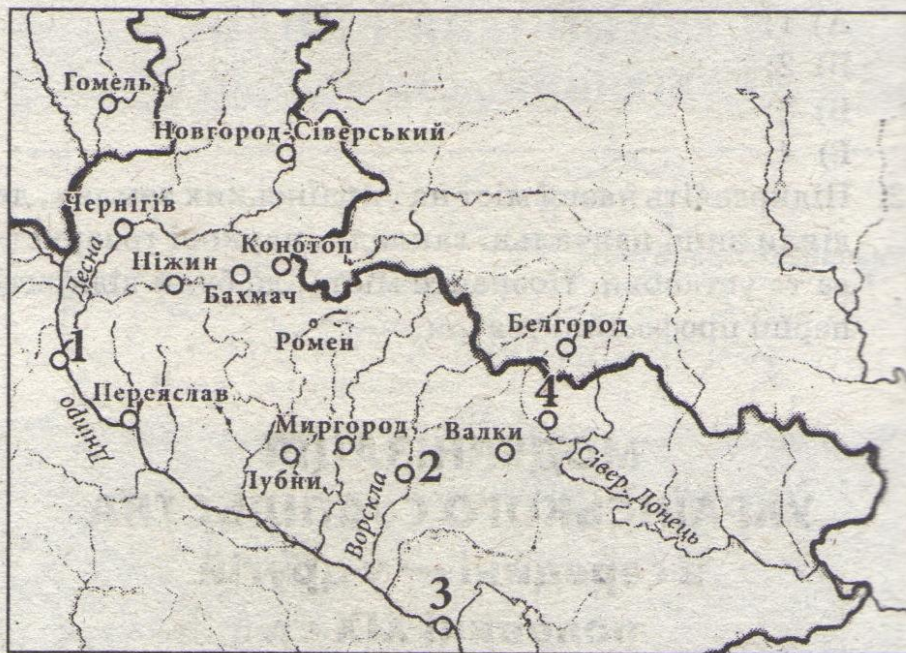 Гомель
Новгород-Сіверський
Чернігів
Десна
Конотоп
Ніжин
Бахмач
Ромен
Белгород
1
4
Переяслав
Дніпро
Миргород
Валки
Лубни
2
Ворскла
Сівер. Донець
3